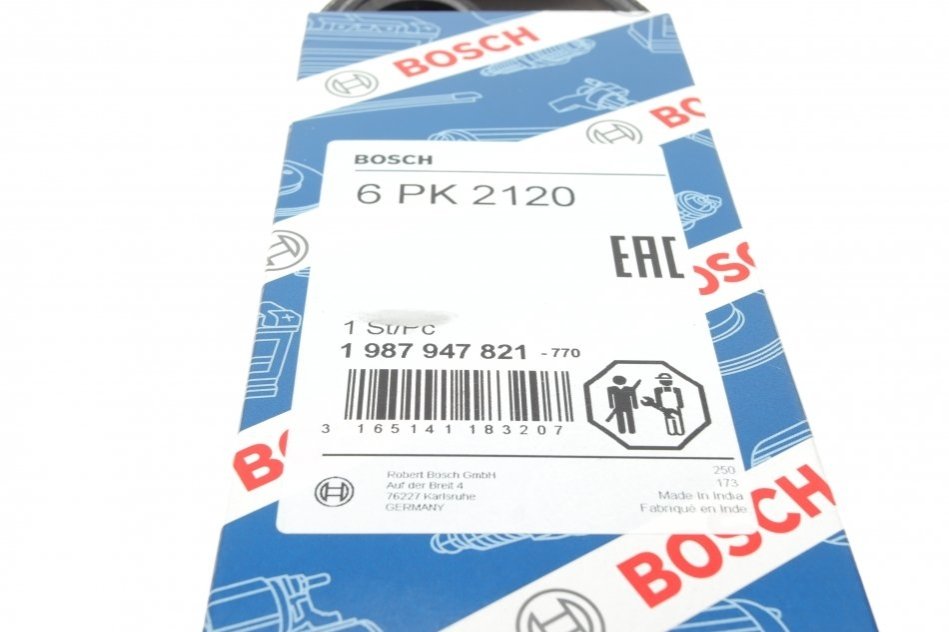 BOSCH
BOSCH
BOSCH
6 PK 2120
EAC
BOSCH
1 St/Pc
1 987 947 821 - 770
3 165141 183207
BOSCH
Robert Bosch GmbH
Auf der Breit 4
76227 Karlsruhe
GERMANY
250
173
Made in India
Fabriqué en Inde
BOSCH